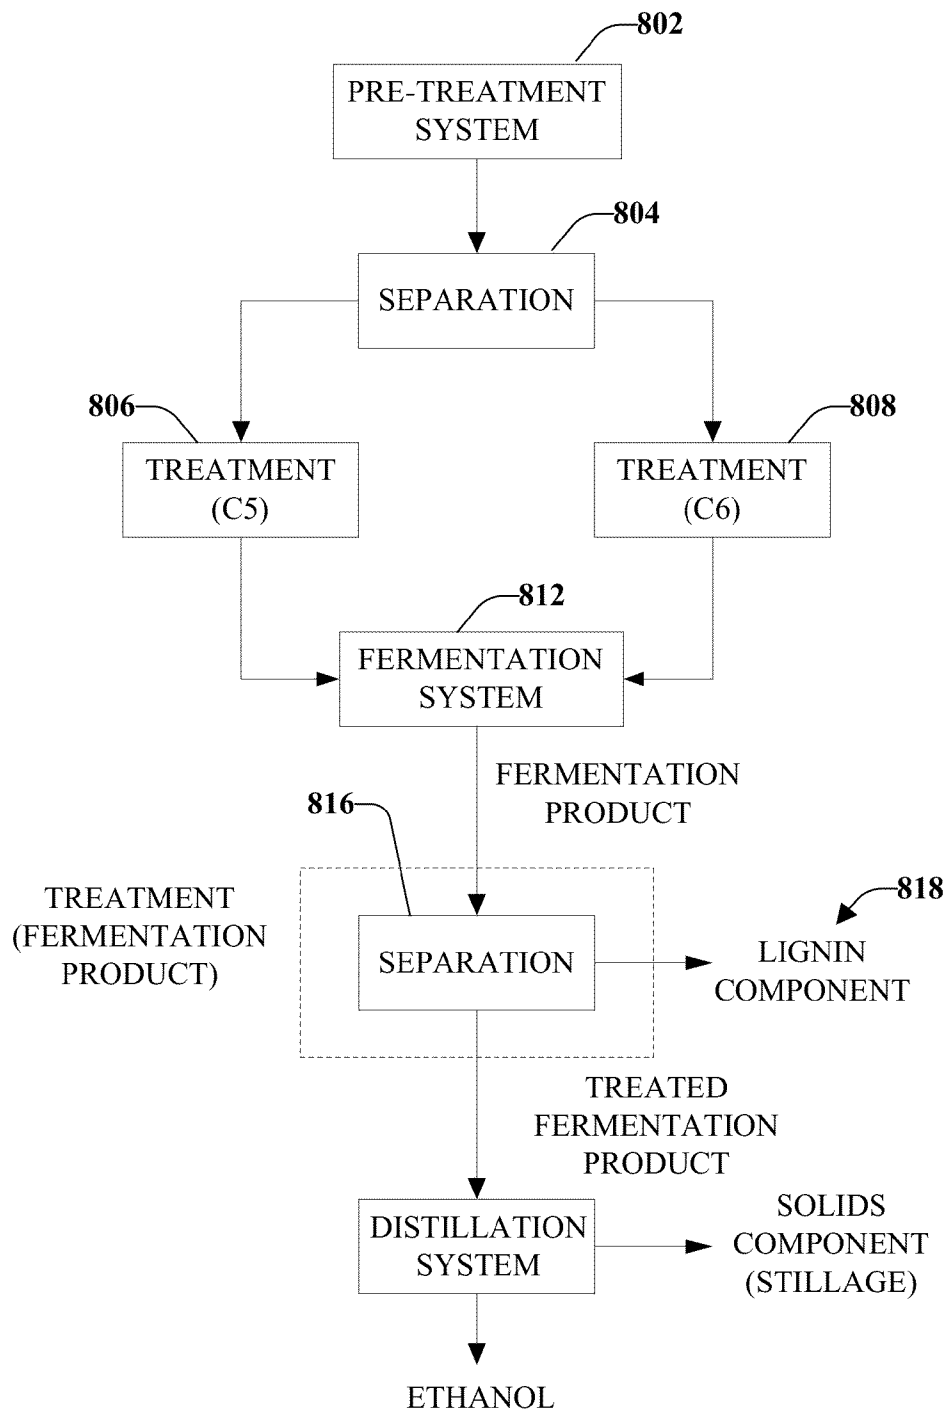 802
PRE-TREATMENT
SYSTEM
804
SEPARATION
806
TREATMENT
(C5)
808
TREATMENT
(C6)
812
FERMENTATION
SYSTEM
FERMENTATION
PRODUCT
816
TREATMENT
(FERMENTATION
PRODUCT)
SEPARATION
818
LIGNIN
COMPONENT
TREATED
FERMENTATION
PRODUCT
DISTILLATION
SYSTEM
SOLIDS
COMPONENT
(STILLAGE)
ETHANOL